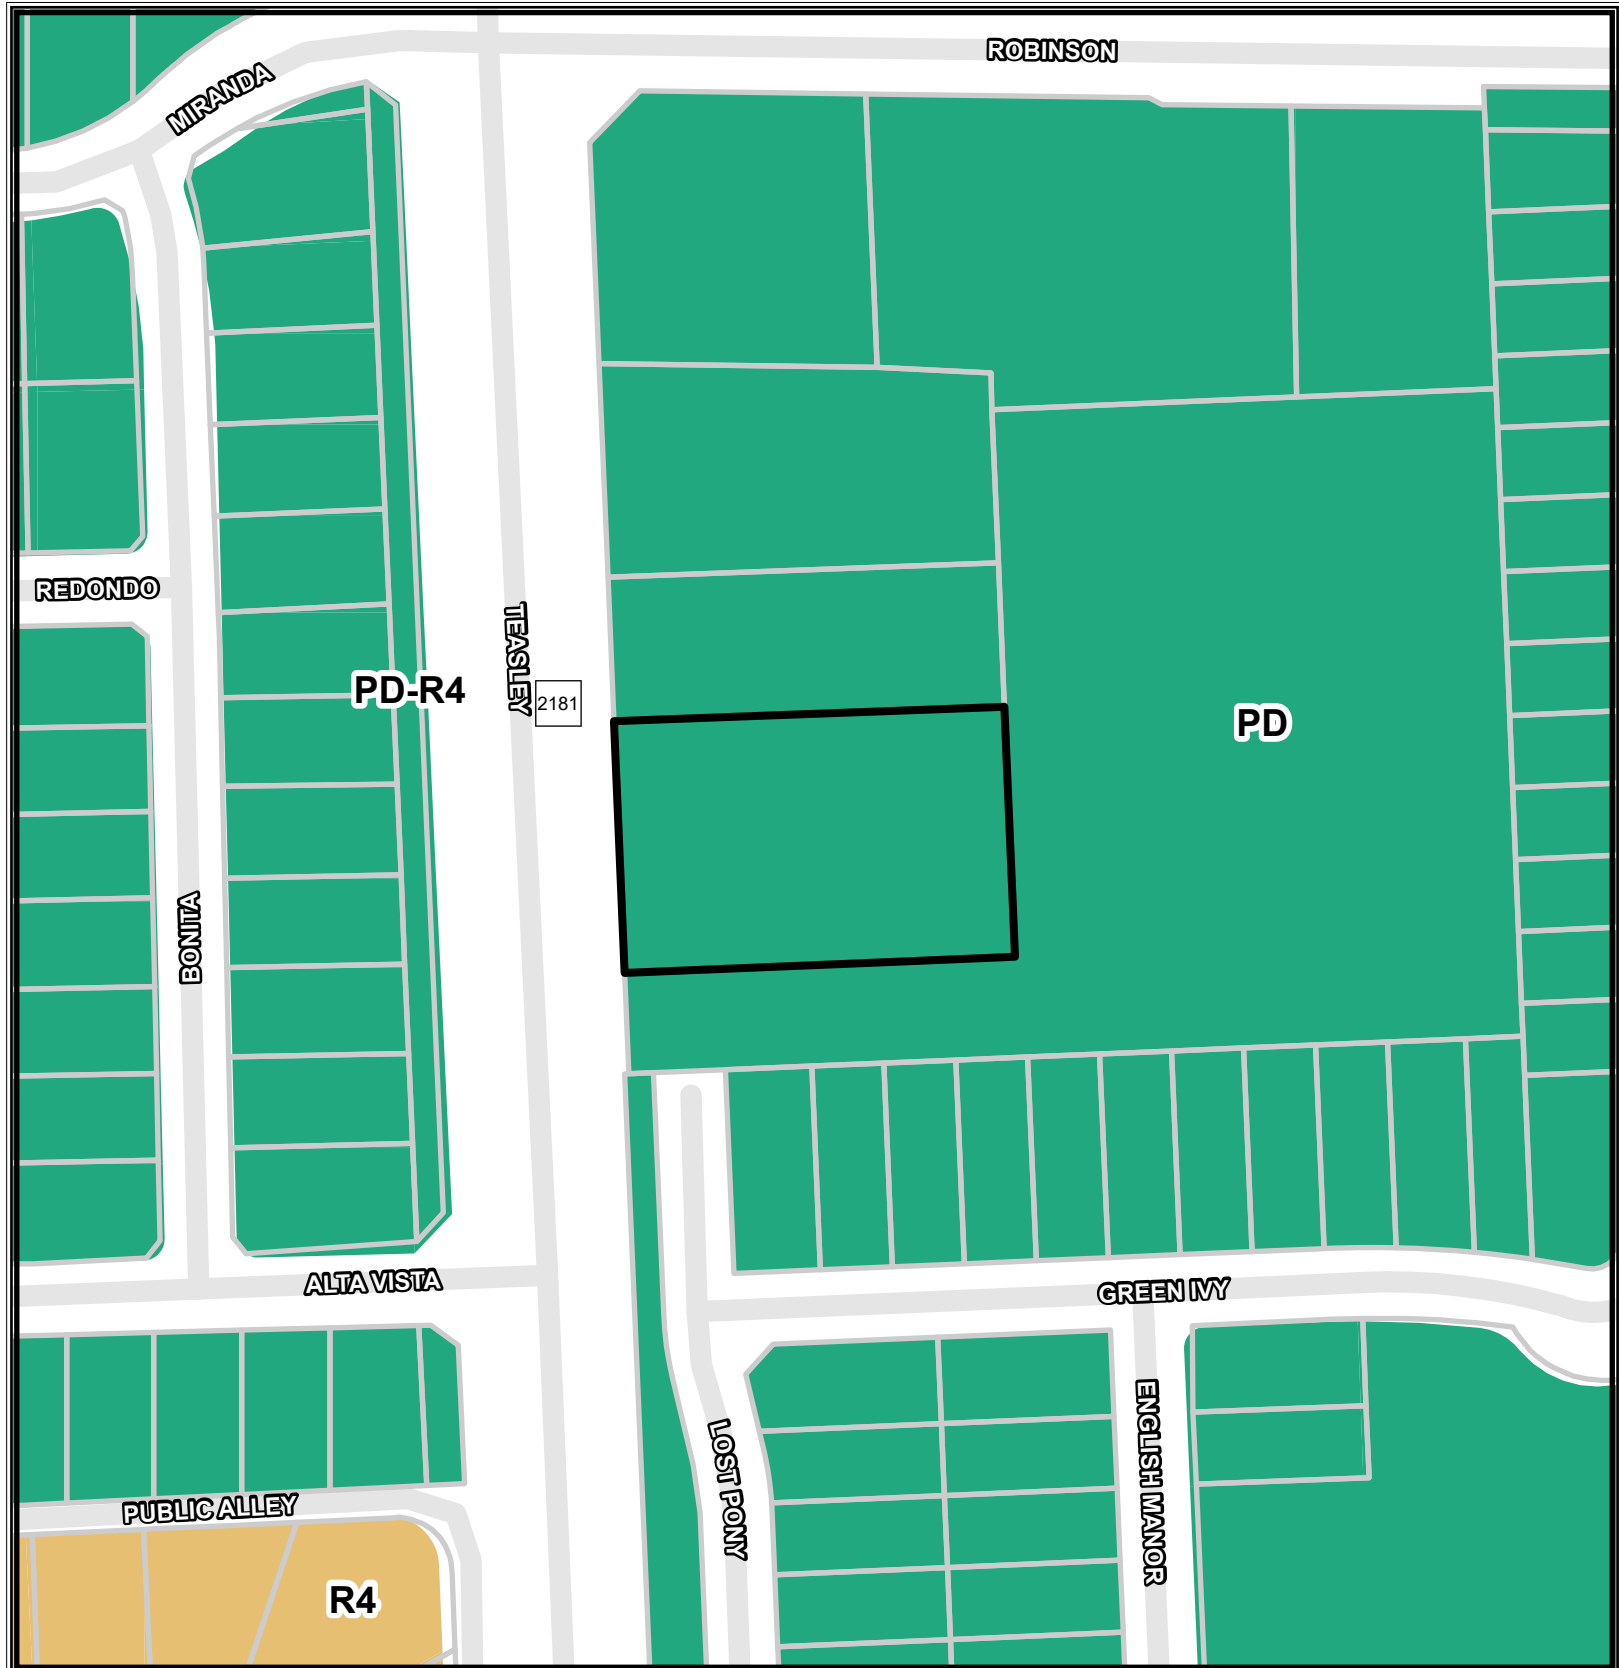 ROBINSON
MIRANDA
REDONDO
TEASLEY
PD-R4
2181
PD
BONITA
ALTA VISTA
GREEN IVY
ENGLISH MANOR
LOST PONY
PUBLIC ALLEY
R4